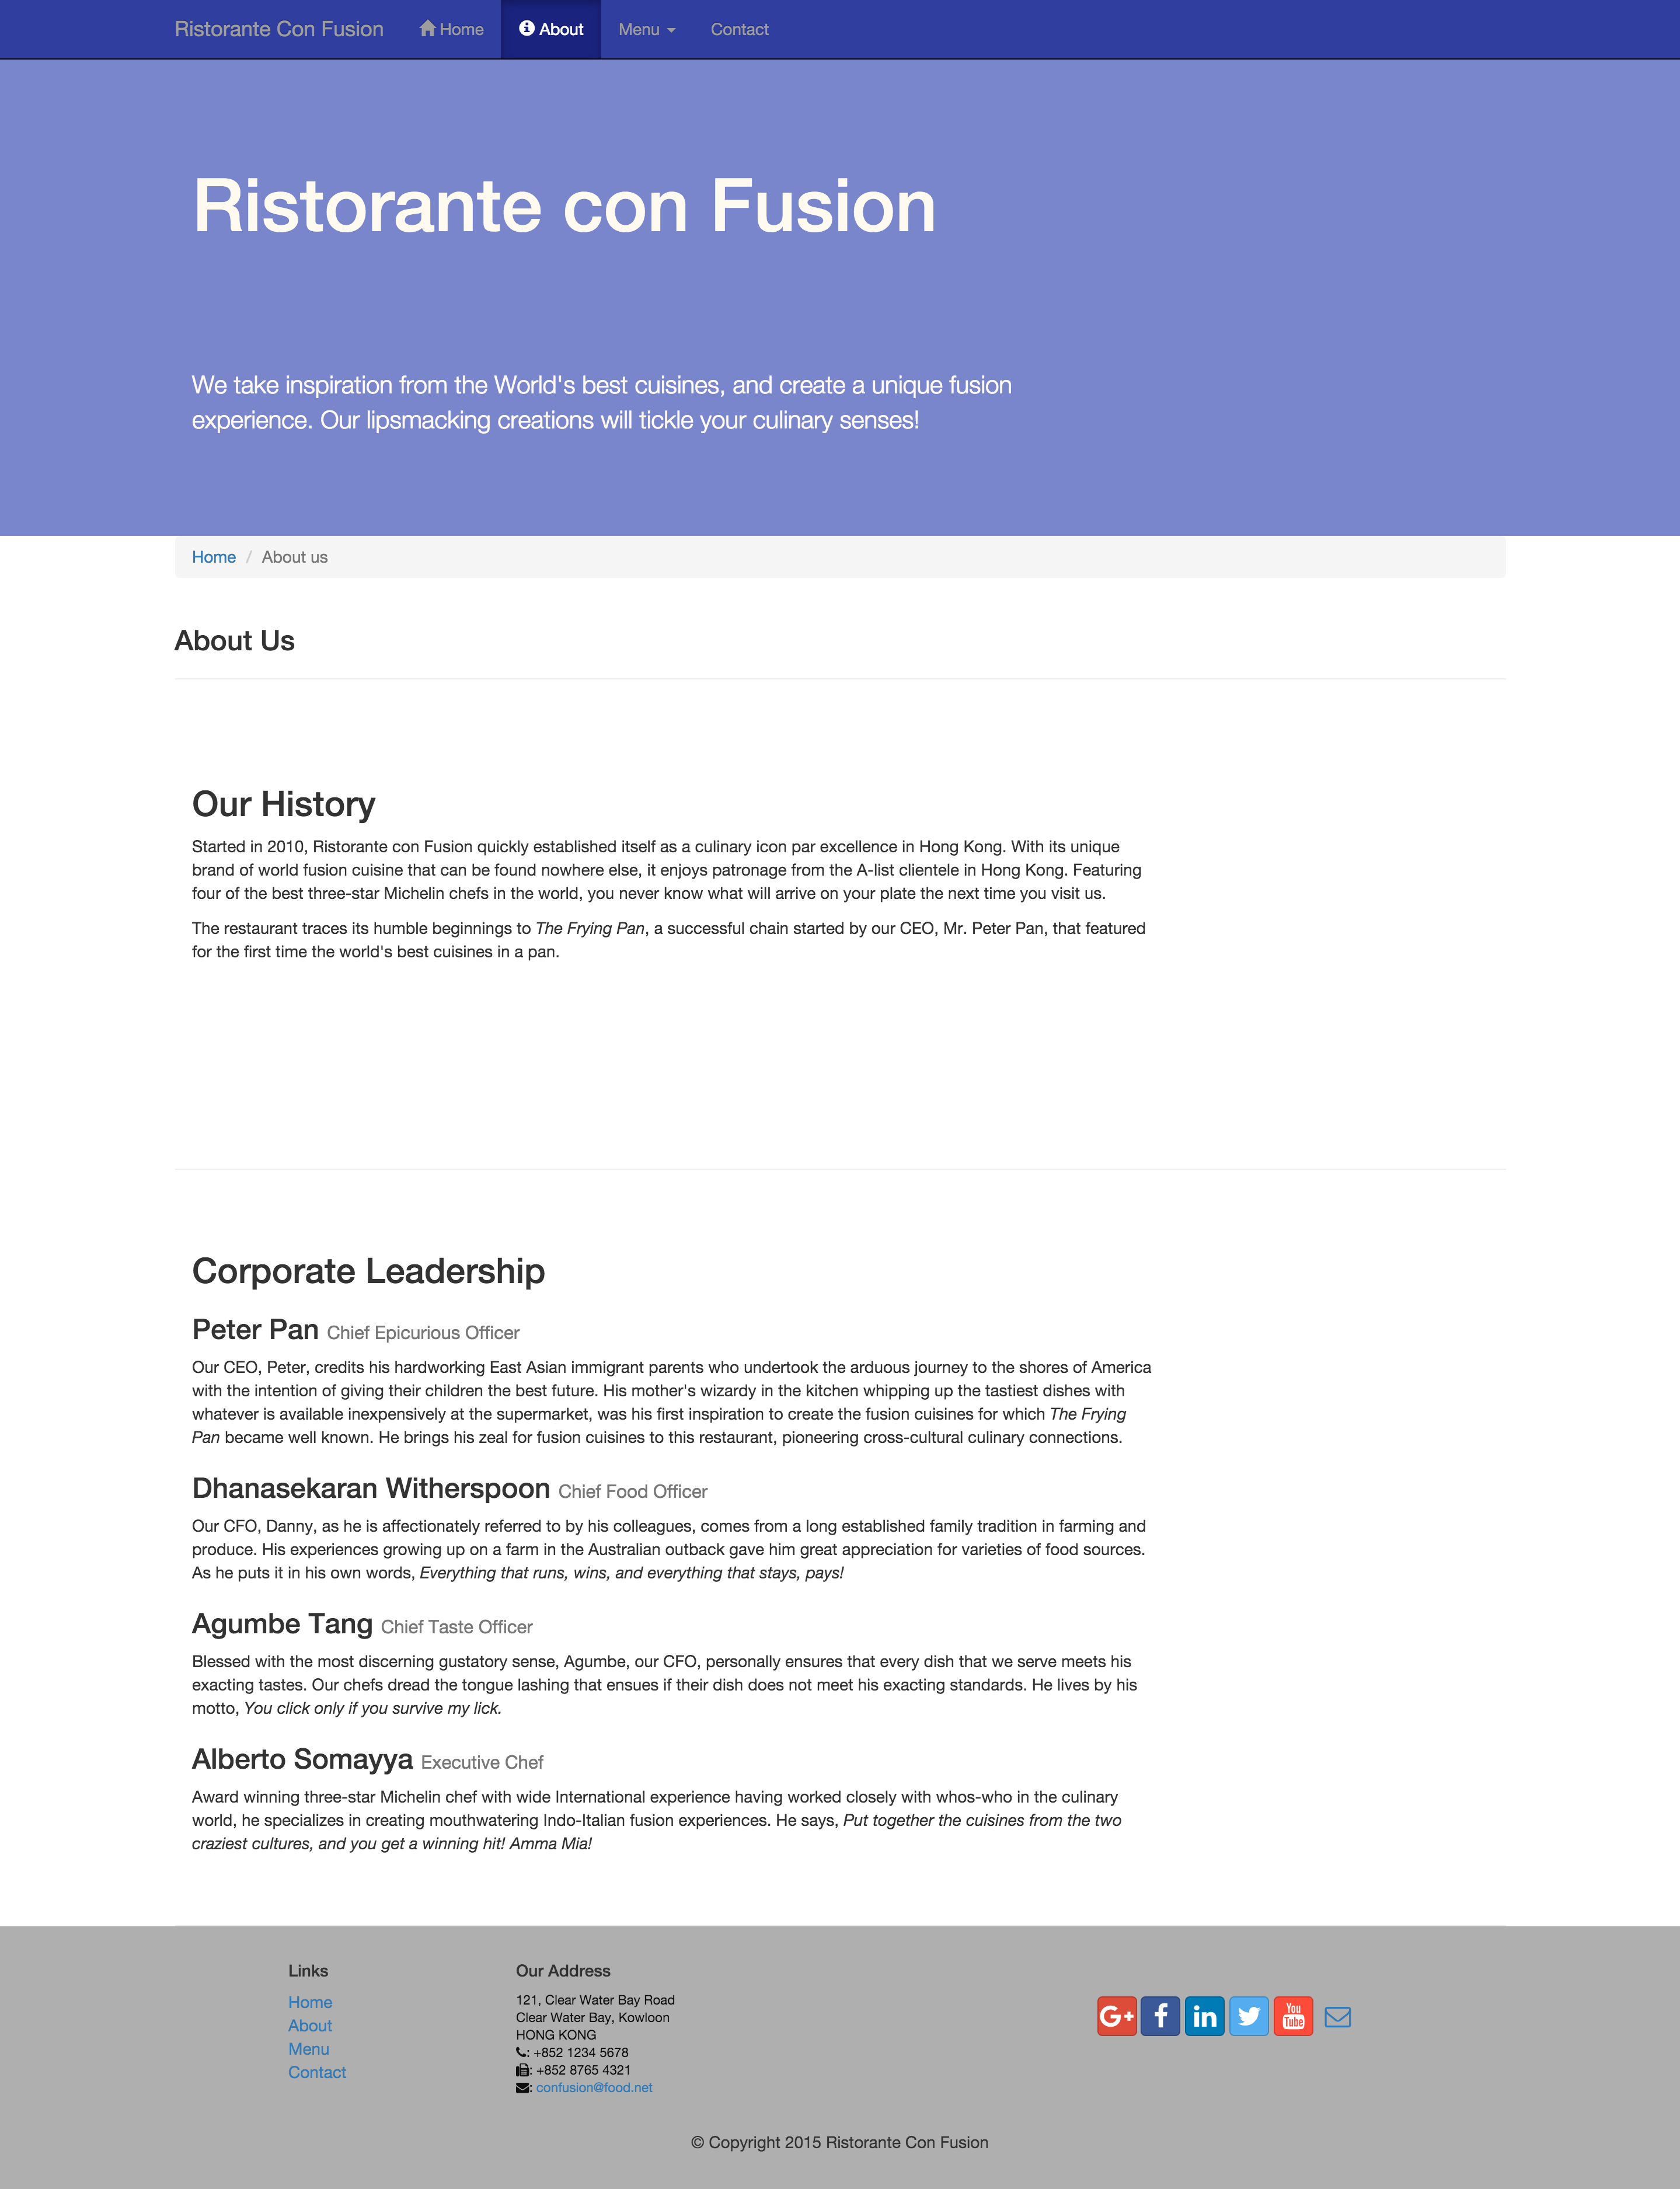 Ristorante Con Fusion Home About Menu Contact
Ristorante con Fusion
We take inspiration from the World's best cuisines, and create a unique fusion
experience. Our lipsmacking creations will tickle your culinary senses!
Home / About us
About Us
Our History
Started in 2010, Ristorante con Fusion quickly established itself as a culinary icon par excellence in Hong Kong. With its unique
brand of world fusion cuisine that can be found nowhere else, it enjoys patronage from the A-list clientele in Hong Kong. Featuring
four of the best three-star Michelin chefs in the world, you never know what will arrive on your plate the next time you visit us.
The restaurant traces its humble beginnings to The Frying Pan, a successful chain started by our CEO, Mr. Peter Pan, that featured
for the first time the world's best cuisines in a pan.
Corporate Leadership
Peter Pan Chief Epicurious Officer
Our CEO, Peter, credits his hardworking East Asian immigrant parents who undertook the arduous journey to the shores of America
with the intention of giving their children the best future. His mother's wizardy in the kitchen whipping up the tastiest dishes with
whatever is available inexpensively at the supermarket, was his first inspiration to create the fusion cuisines for which The Frying
Pan became well known. He brings his zeal for fusion cuisines to this restaurant, pioneering cross-cultural culinary connections.
Dhanasekaran Witherspoon Chief Food Officer
Our CFO, Danny, as he is affectionately referred to by his colleagues, comes from a long established family tradition in farming and
produce. His experiences growing up on a farm in the Australian outback gave him great appreciation for varieties of food sources.
As he puts it in his own words, Everything that runs, wins, and everything that stays, pays!
Agumbe Tang Chief Taste Officer
Blessed with the most discerning gustatory sense, Agumbe, our CFO, personally ensures that every dish that we serve meets his
exacting tastes. Our chefs dread the tongue lashing that ensues if their dish does not meet his exacting standards. He lives by his
motto, You click only if you survive my lick.
Alberto Somayya Executive Chef
Award winning three-star Michelin chef with wide International experience having worked closely with whos-who in the culinary
world, he specializes in creating mouthwatering Indo-Italian fusion experiences. He says, Put together the cuisines from the two
craziest cultures, and you get a winning hit! Amma Mia!
Links
Home
About
Menu
Contact
Our Address
121, Clear Water Bay Road
Clear Water Bay, Kowloon
HONG KONG
: +852 1234 5678
: +852 8765 4321
: confusion@food.net
G+ f in You Tube
© Copyright 2015 Ristorante Con Fusion